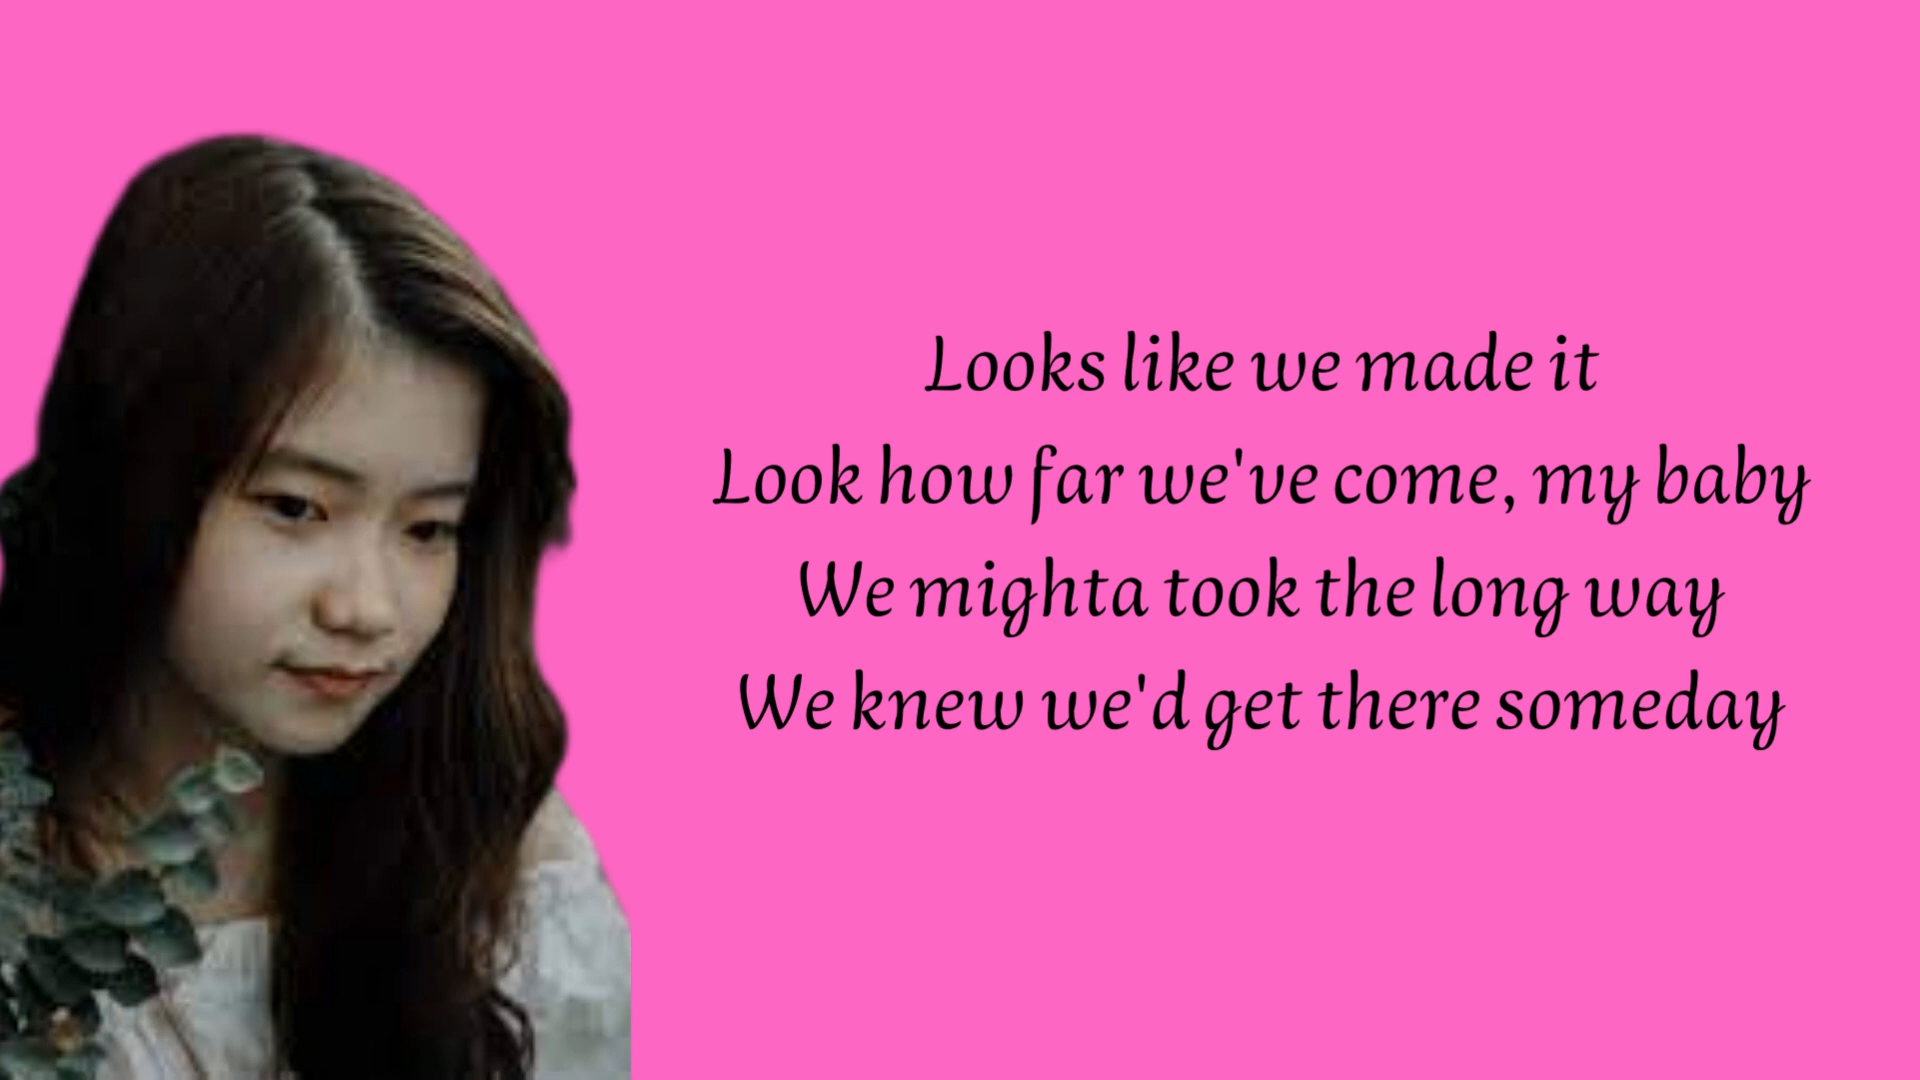 Looks like we made it
Look how far we've come, my baby
We mighta took the long way
We knew we'd get there someday